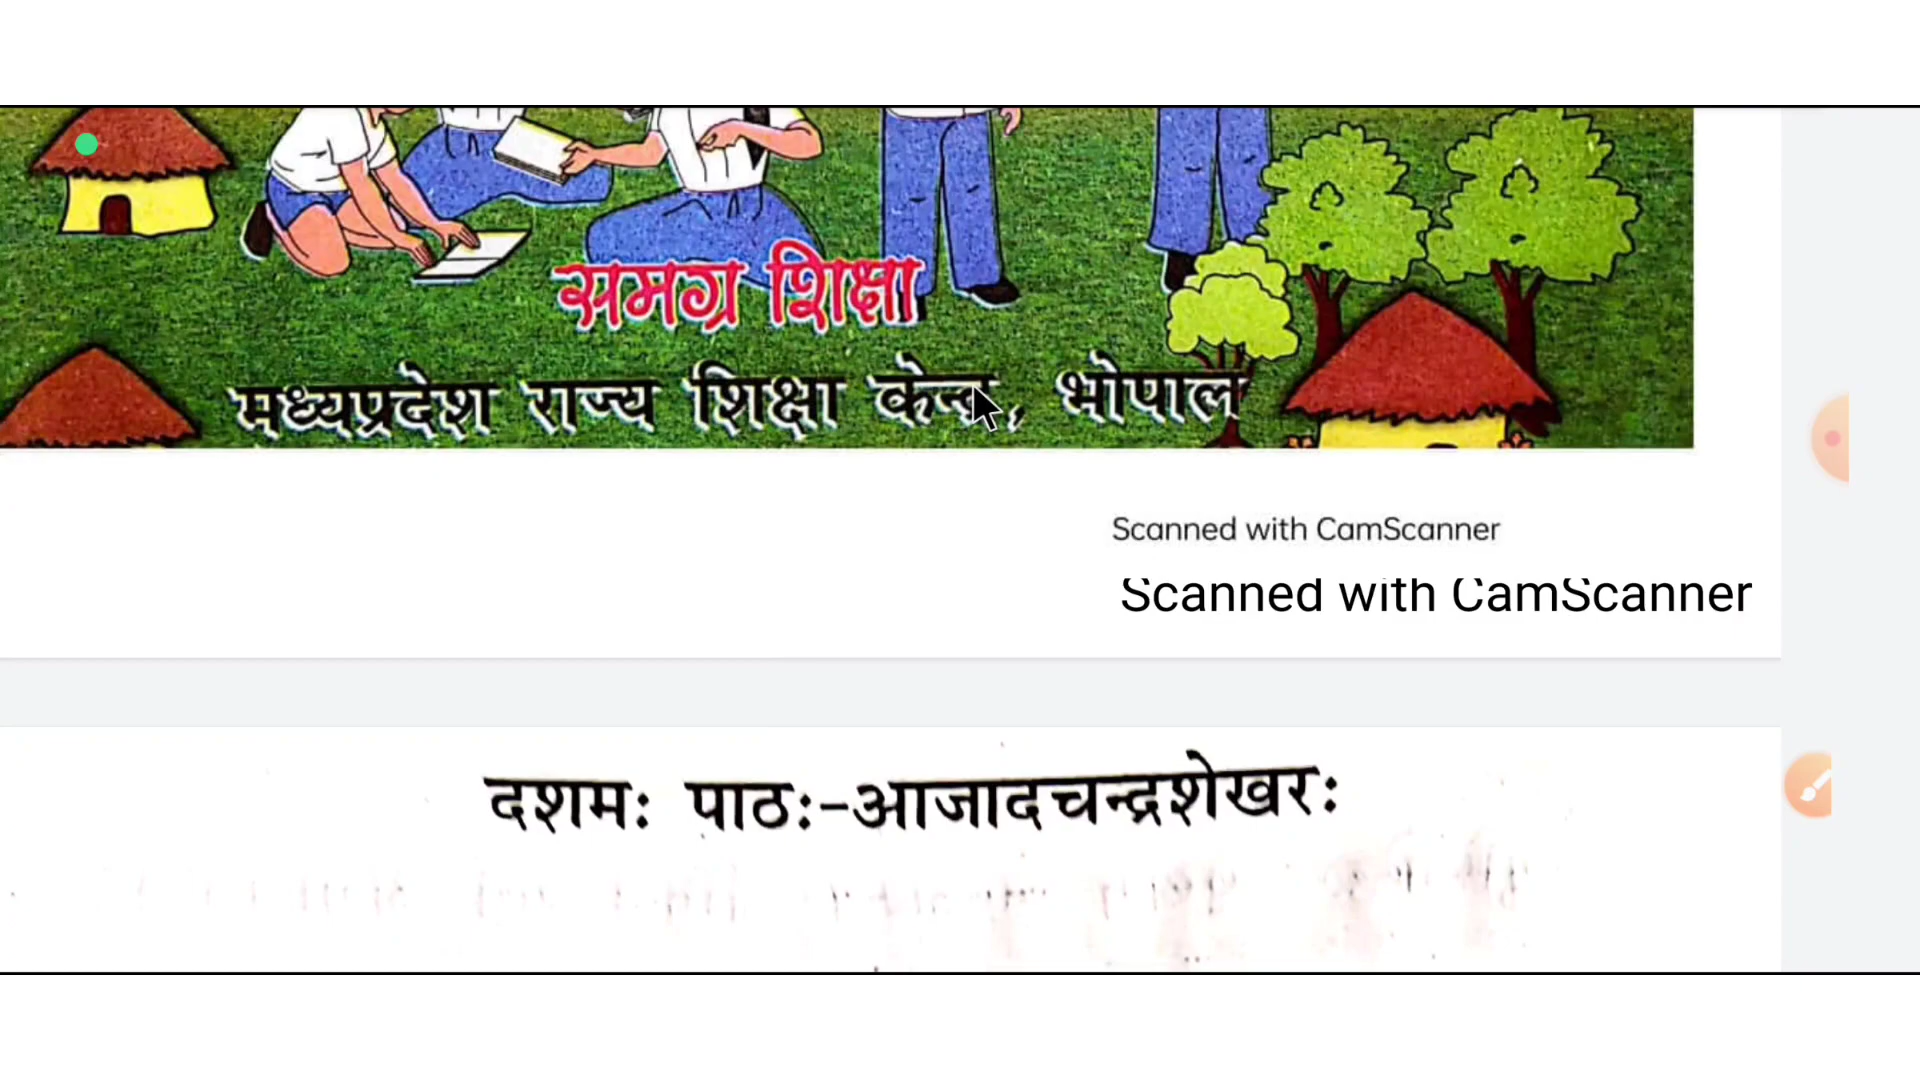 समग्र शिक्षा
मध्यप्रदेश राज्य शिक्षा केन्द्र, भोपाल
Scanned with CamScanner
Scanned with CamScanner
दशमः पाठः-आजादचन्द्रशेखरः